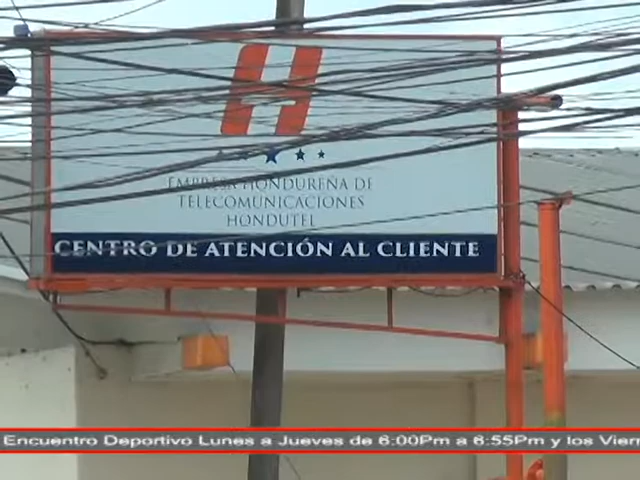 H
EMPRESA HONDUREÑA DE
TELECOMUNICACIONES
HONDUTEL
CENTRO DE ATENCIÓN AL CLIENTE
Encuentro Deportivo Lunes a Jueves de 6:00Pm a 6:55Pm y los Viern